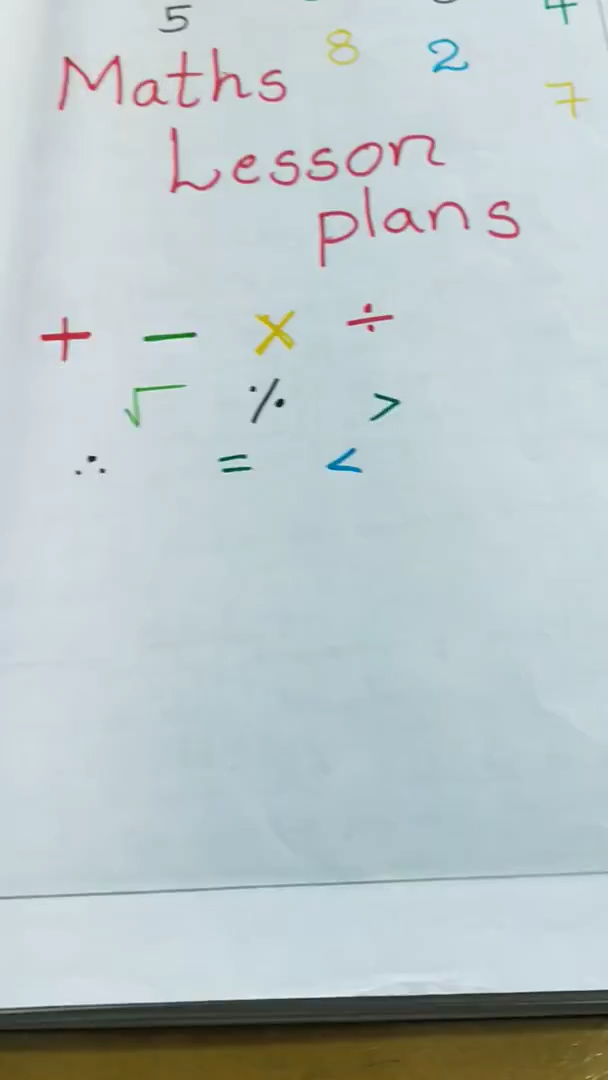 5 8 2 4
7
Maths
Lesson
plans
+ − × ÷
√ % >
∴ = <